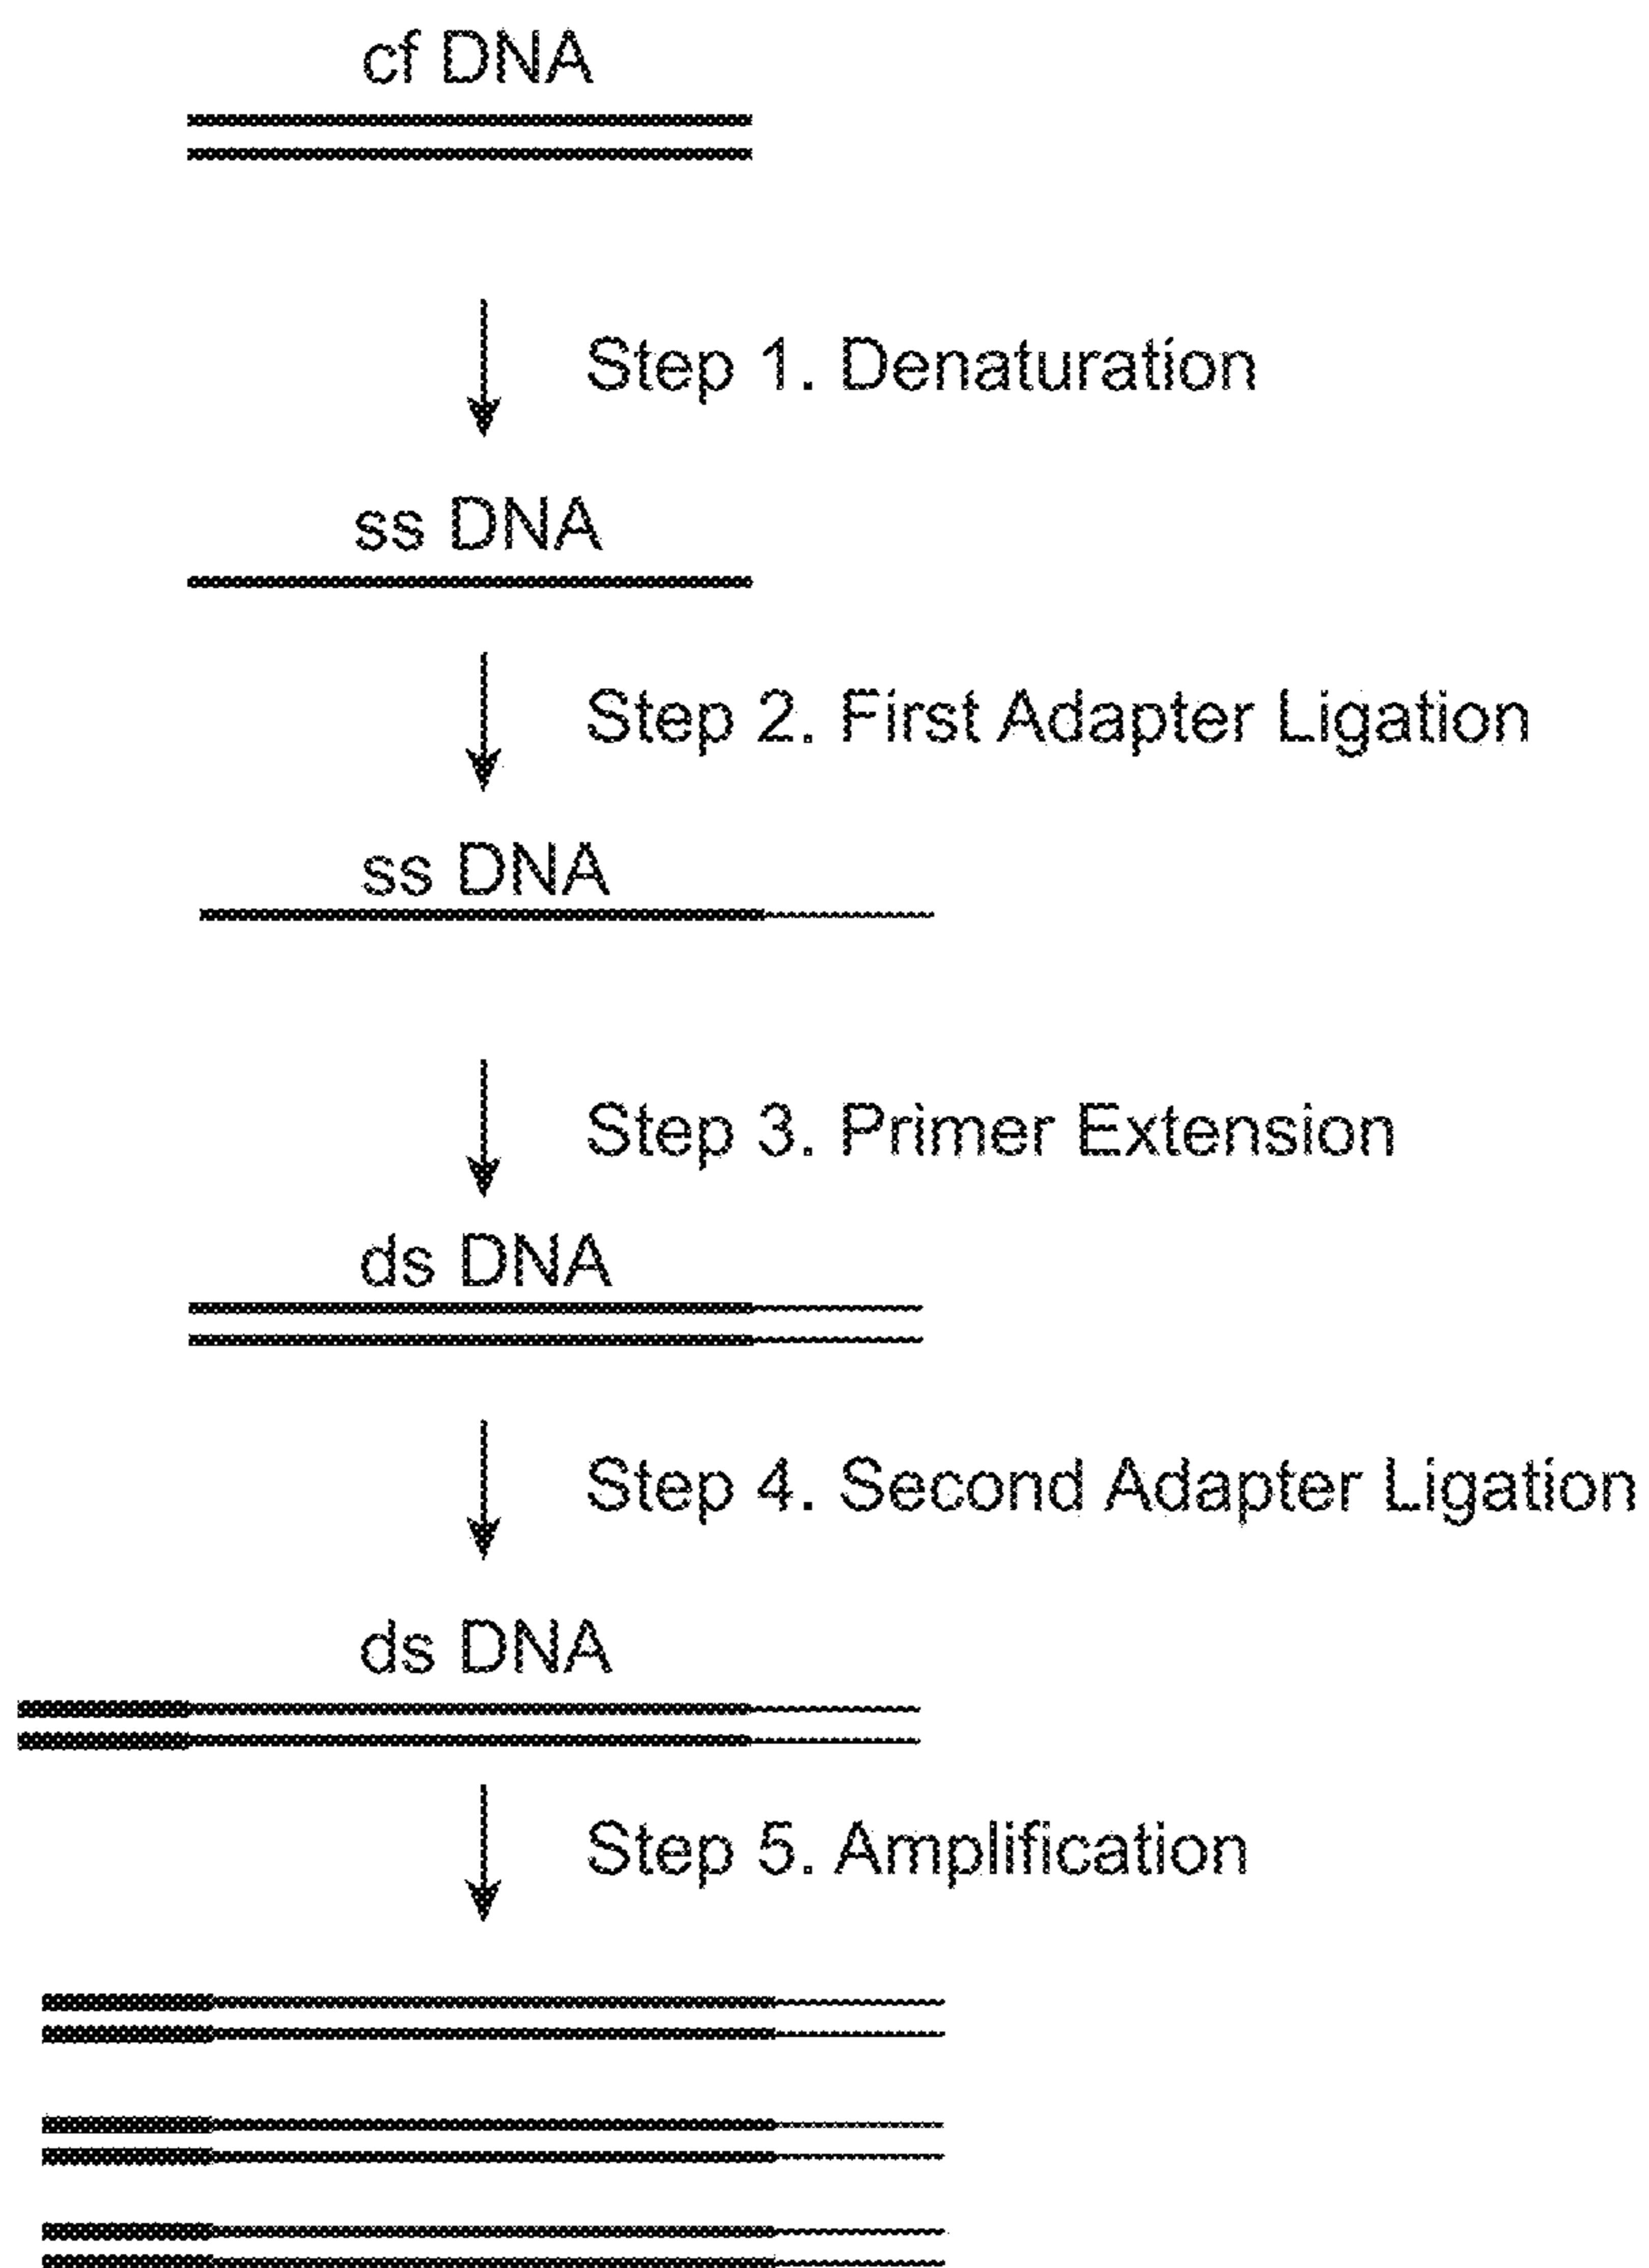 cf DNA
Step 1. Denaturation
ss DNA
Step 2. First Adapter Ligation
ss DNA
Step 3. Primer Extension
ds DNA
Step 4. Second Adapter Ligation
ds DNA
Step 5. Amplification